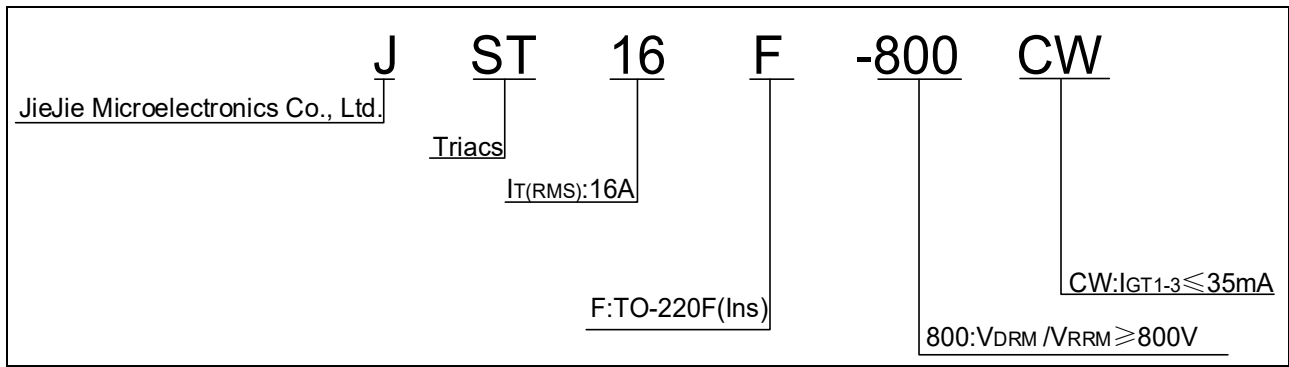 J ST 16 F -800 CW
JieJie Microelectronics Co., Ltd.
Triacs
IT(RMS):16A
CW:IGT1-3≤35mA
F:TO-220F(Ins)
800:VDRM /VRRM≥800V